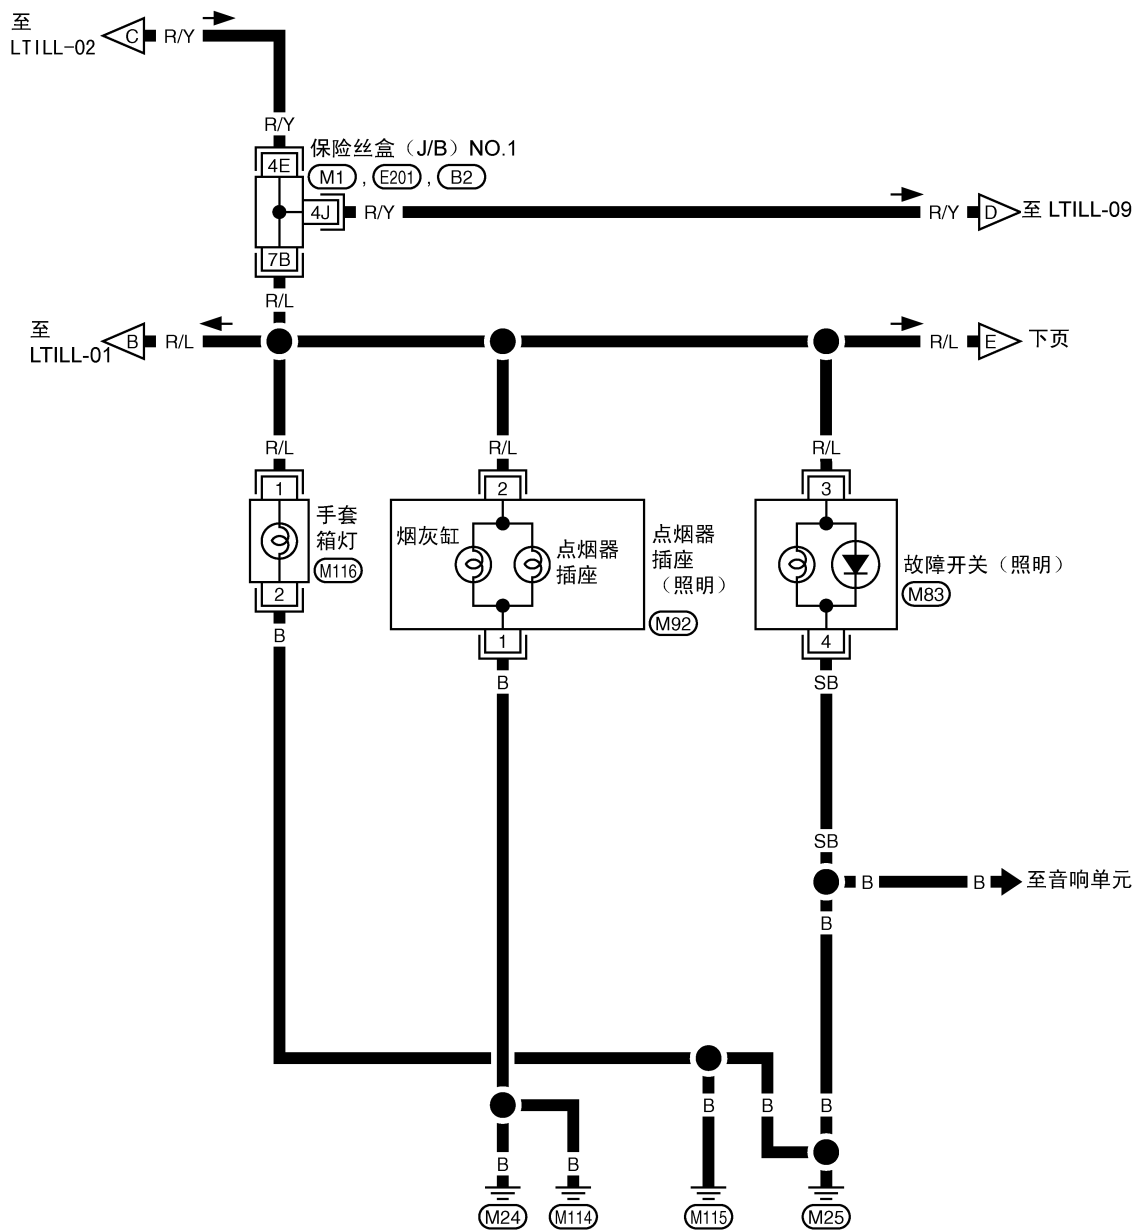 至
LTILL-02
C
R/Y
R/Y
4E
保险丝盒（J/B）NO.1
M1 , E201 , B2
4J
R/Y
R/Y
D
至 LTILL-09
7B
R/L
至
LTILL-01
B
R/L
R/L
E
下页
R/L
R/L
R/L
1
2
3
手套
箱灯
M116
烟灰缸
点烟器
插座
点烟器
插座
（照明）
M92
故障开关（照明）
M83
2
1
4
B
B
SB
SB
B
B
至音响单元
B
B
B
B
B
B
M24
M114
M115
M25